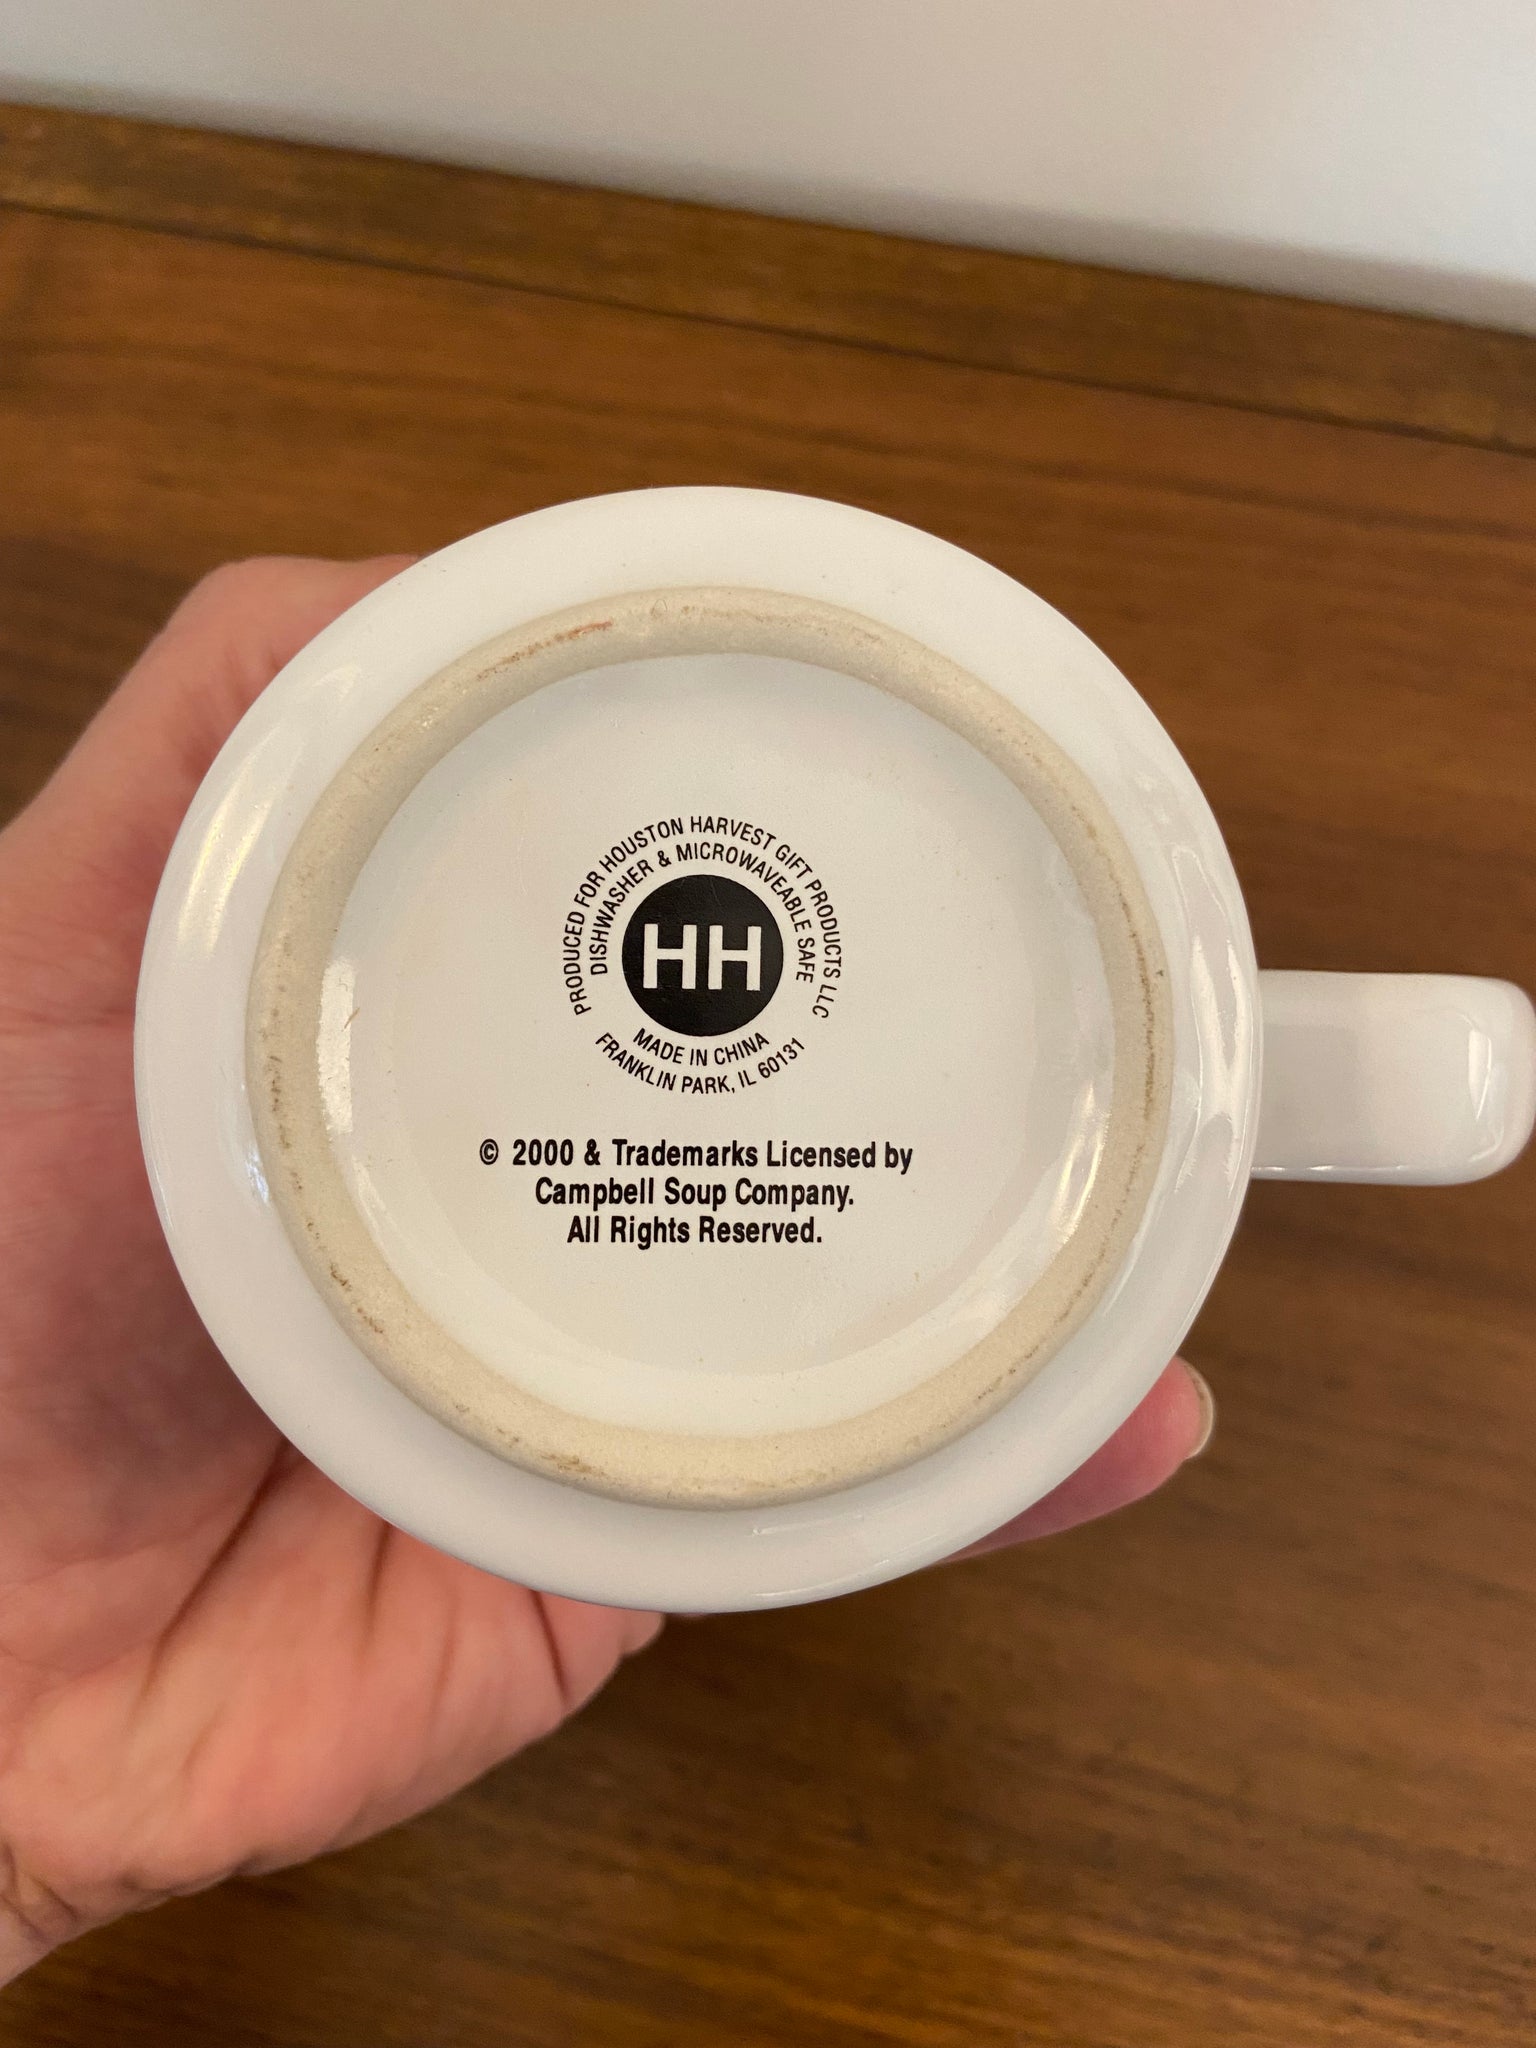 PRODUCED FOR HOUSTON HARVEST GIFT PRODUCTS LLC
DISHWASHER & MICROWAVEABLE SAFE
HH
MADE IN CHINA
FRANKLIN PARK, IL 60131
© 2000 & Trademarks Licensed by
Campbell Soup Company.
All Rights Reserved.